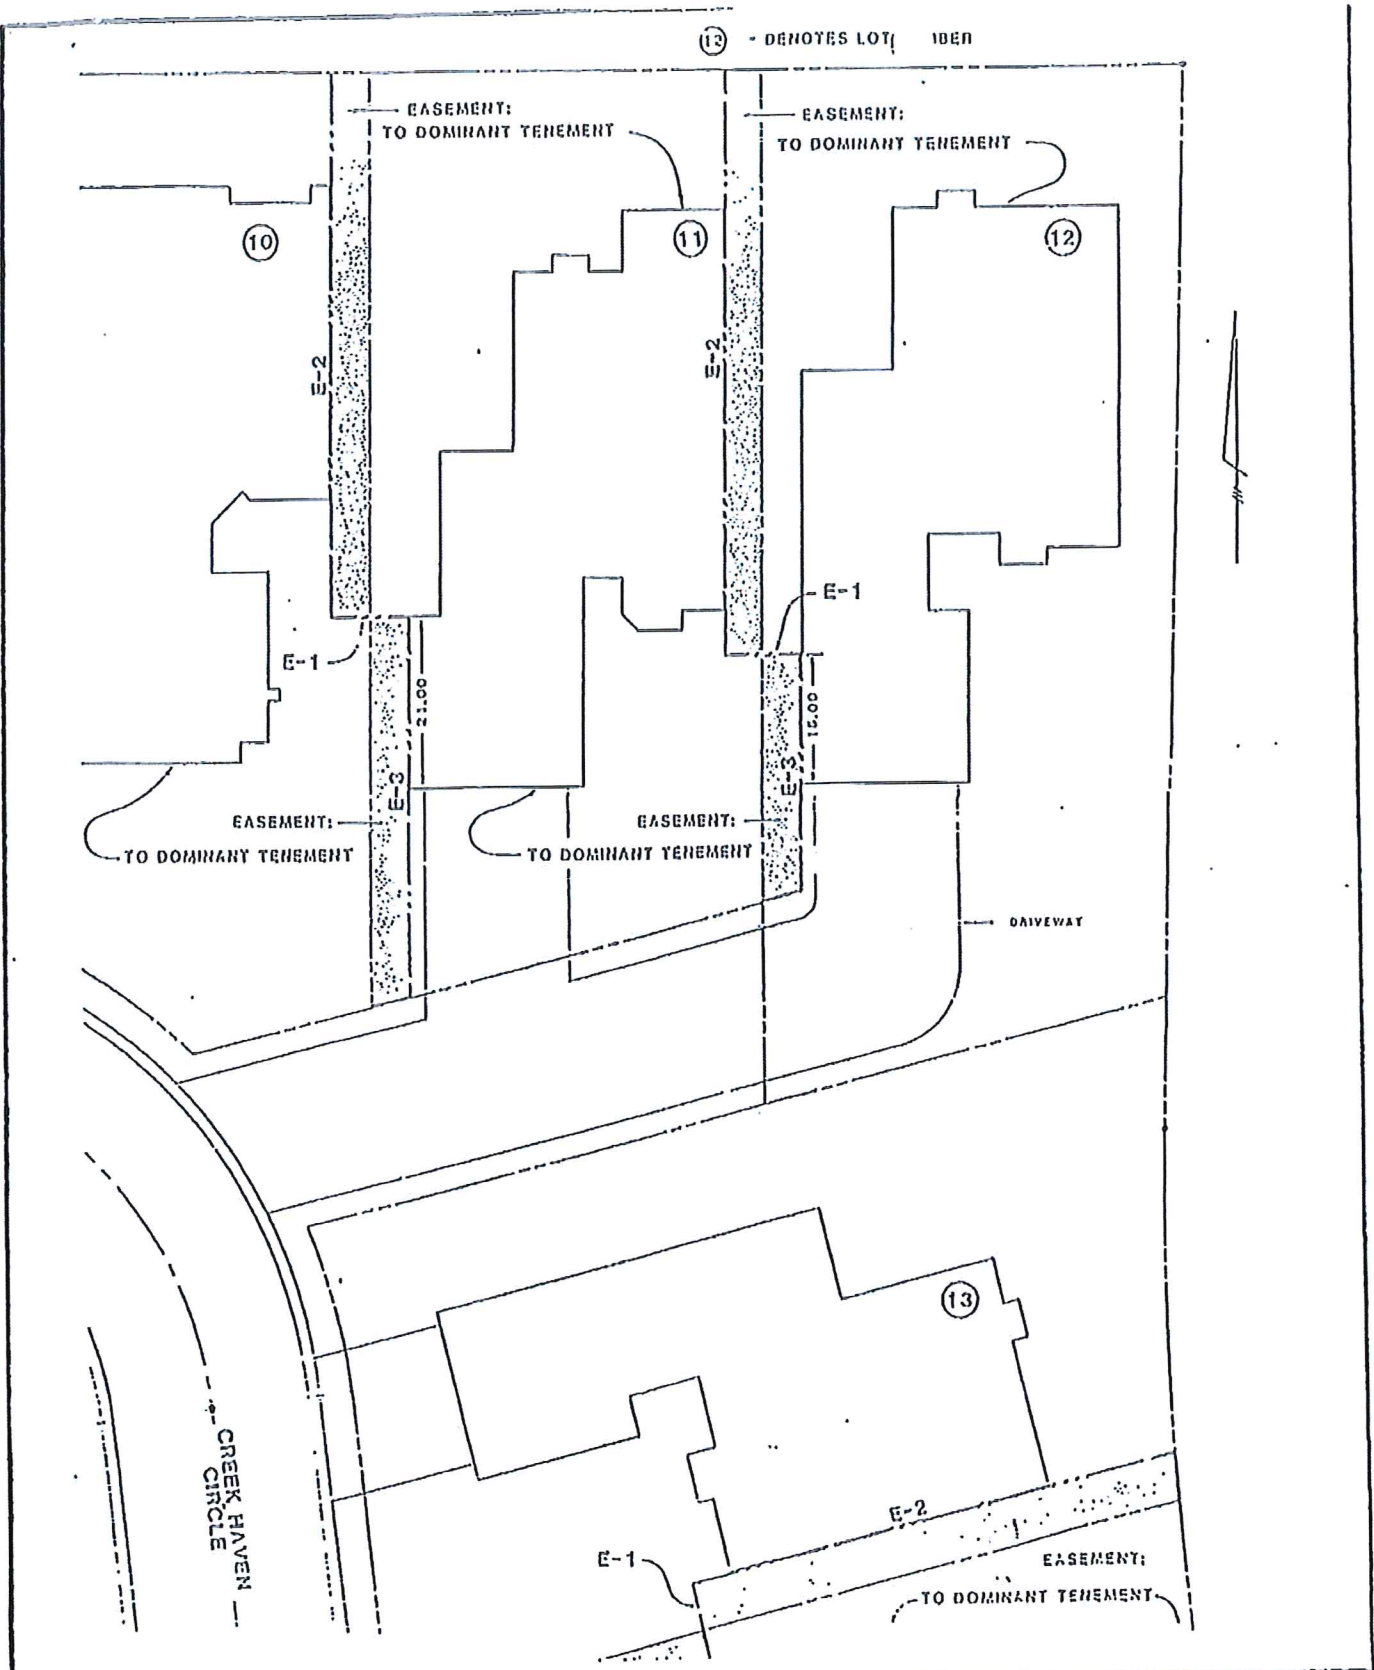 13 - DENOTES LOT IBER
EASEMENT:
TO DOMINANT TENEMENT
EASEMENT:
TO DOMINANT TENEMENT
10
11
12
E-2
E-2
E-1
E-1
21.00
15.00
E-3
E-3
EASEMENT:
TO DOMINANT TENEMENT
EASEMENT:
TO DOMINANT TENEMENT
DRIVEWAY
13
CREEK HAVEN
CIRCLE
E-2
E-1
EASEMENT:
TO DOMINANT TENEMENT